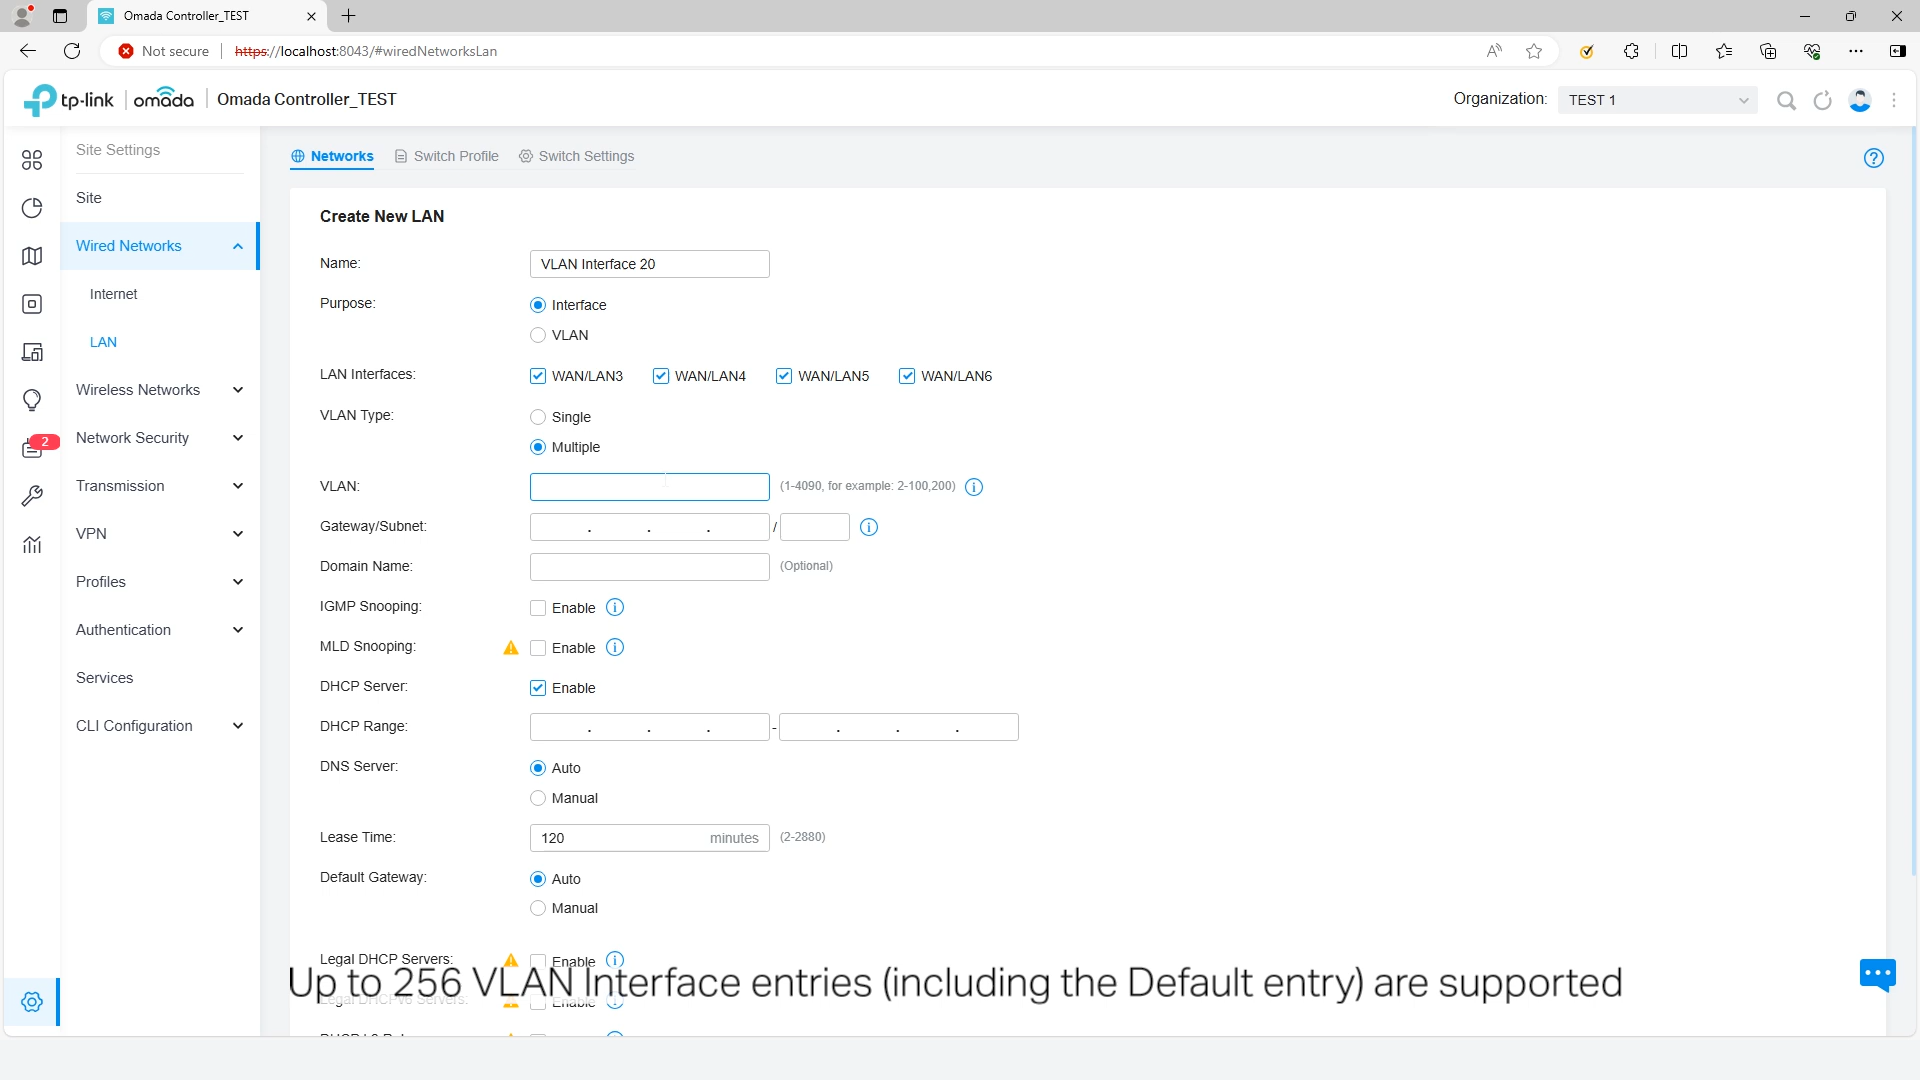 Omada Controller_TEST
Not secure
https://localhost:8043/#wiredNetworksLan
tp-link
omada
Omada Controller_TEST
Organization:
TEST 1
Site Settings
Site
Wired Networks
Internet
LAN
Wireless Networks
Network Security
Transmission
VPN
Profiles
Authentication
Services
CLI Configuration
2
Networks
Switch Profile
Switch Settings
Create New LAN
Name:
VLAN Interface 20
Purpose:
Interface
VLAN
LAN Interfaces:
WAN/LAN3
WAN/LAN4
WAN/LAN5
WAN/LAN6
VLAN Type:
Single
Multiple
VLAN:
(1-4090, for example: 2-100,200)
Gateway/Subnet:
. . . /
Domain Name:
(Optional)
IGMP Snooping:
Enable
MLD Snooping:
Enable
DHCP Server:
Enable
DHCP Range:
. . . - . . .
DNS Server:
Auto
Manual
Lease Time:
120
minutes
(2-2880)
Default Gateway:
Auto
Manual
Legal DHCP Servers:
Enable
Legal DHCPv6 Servers:
Enable
Up to 256 VLAN Interface entries (including the Default entry) are supported